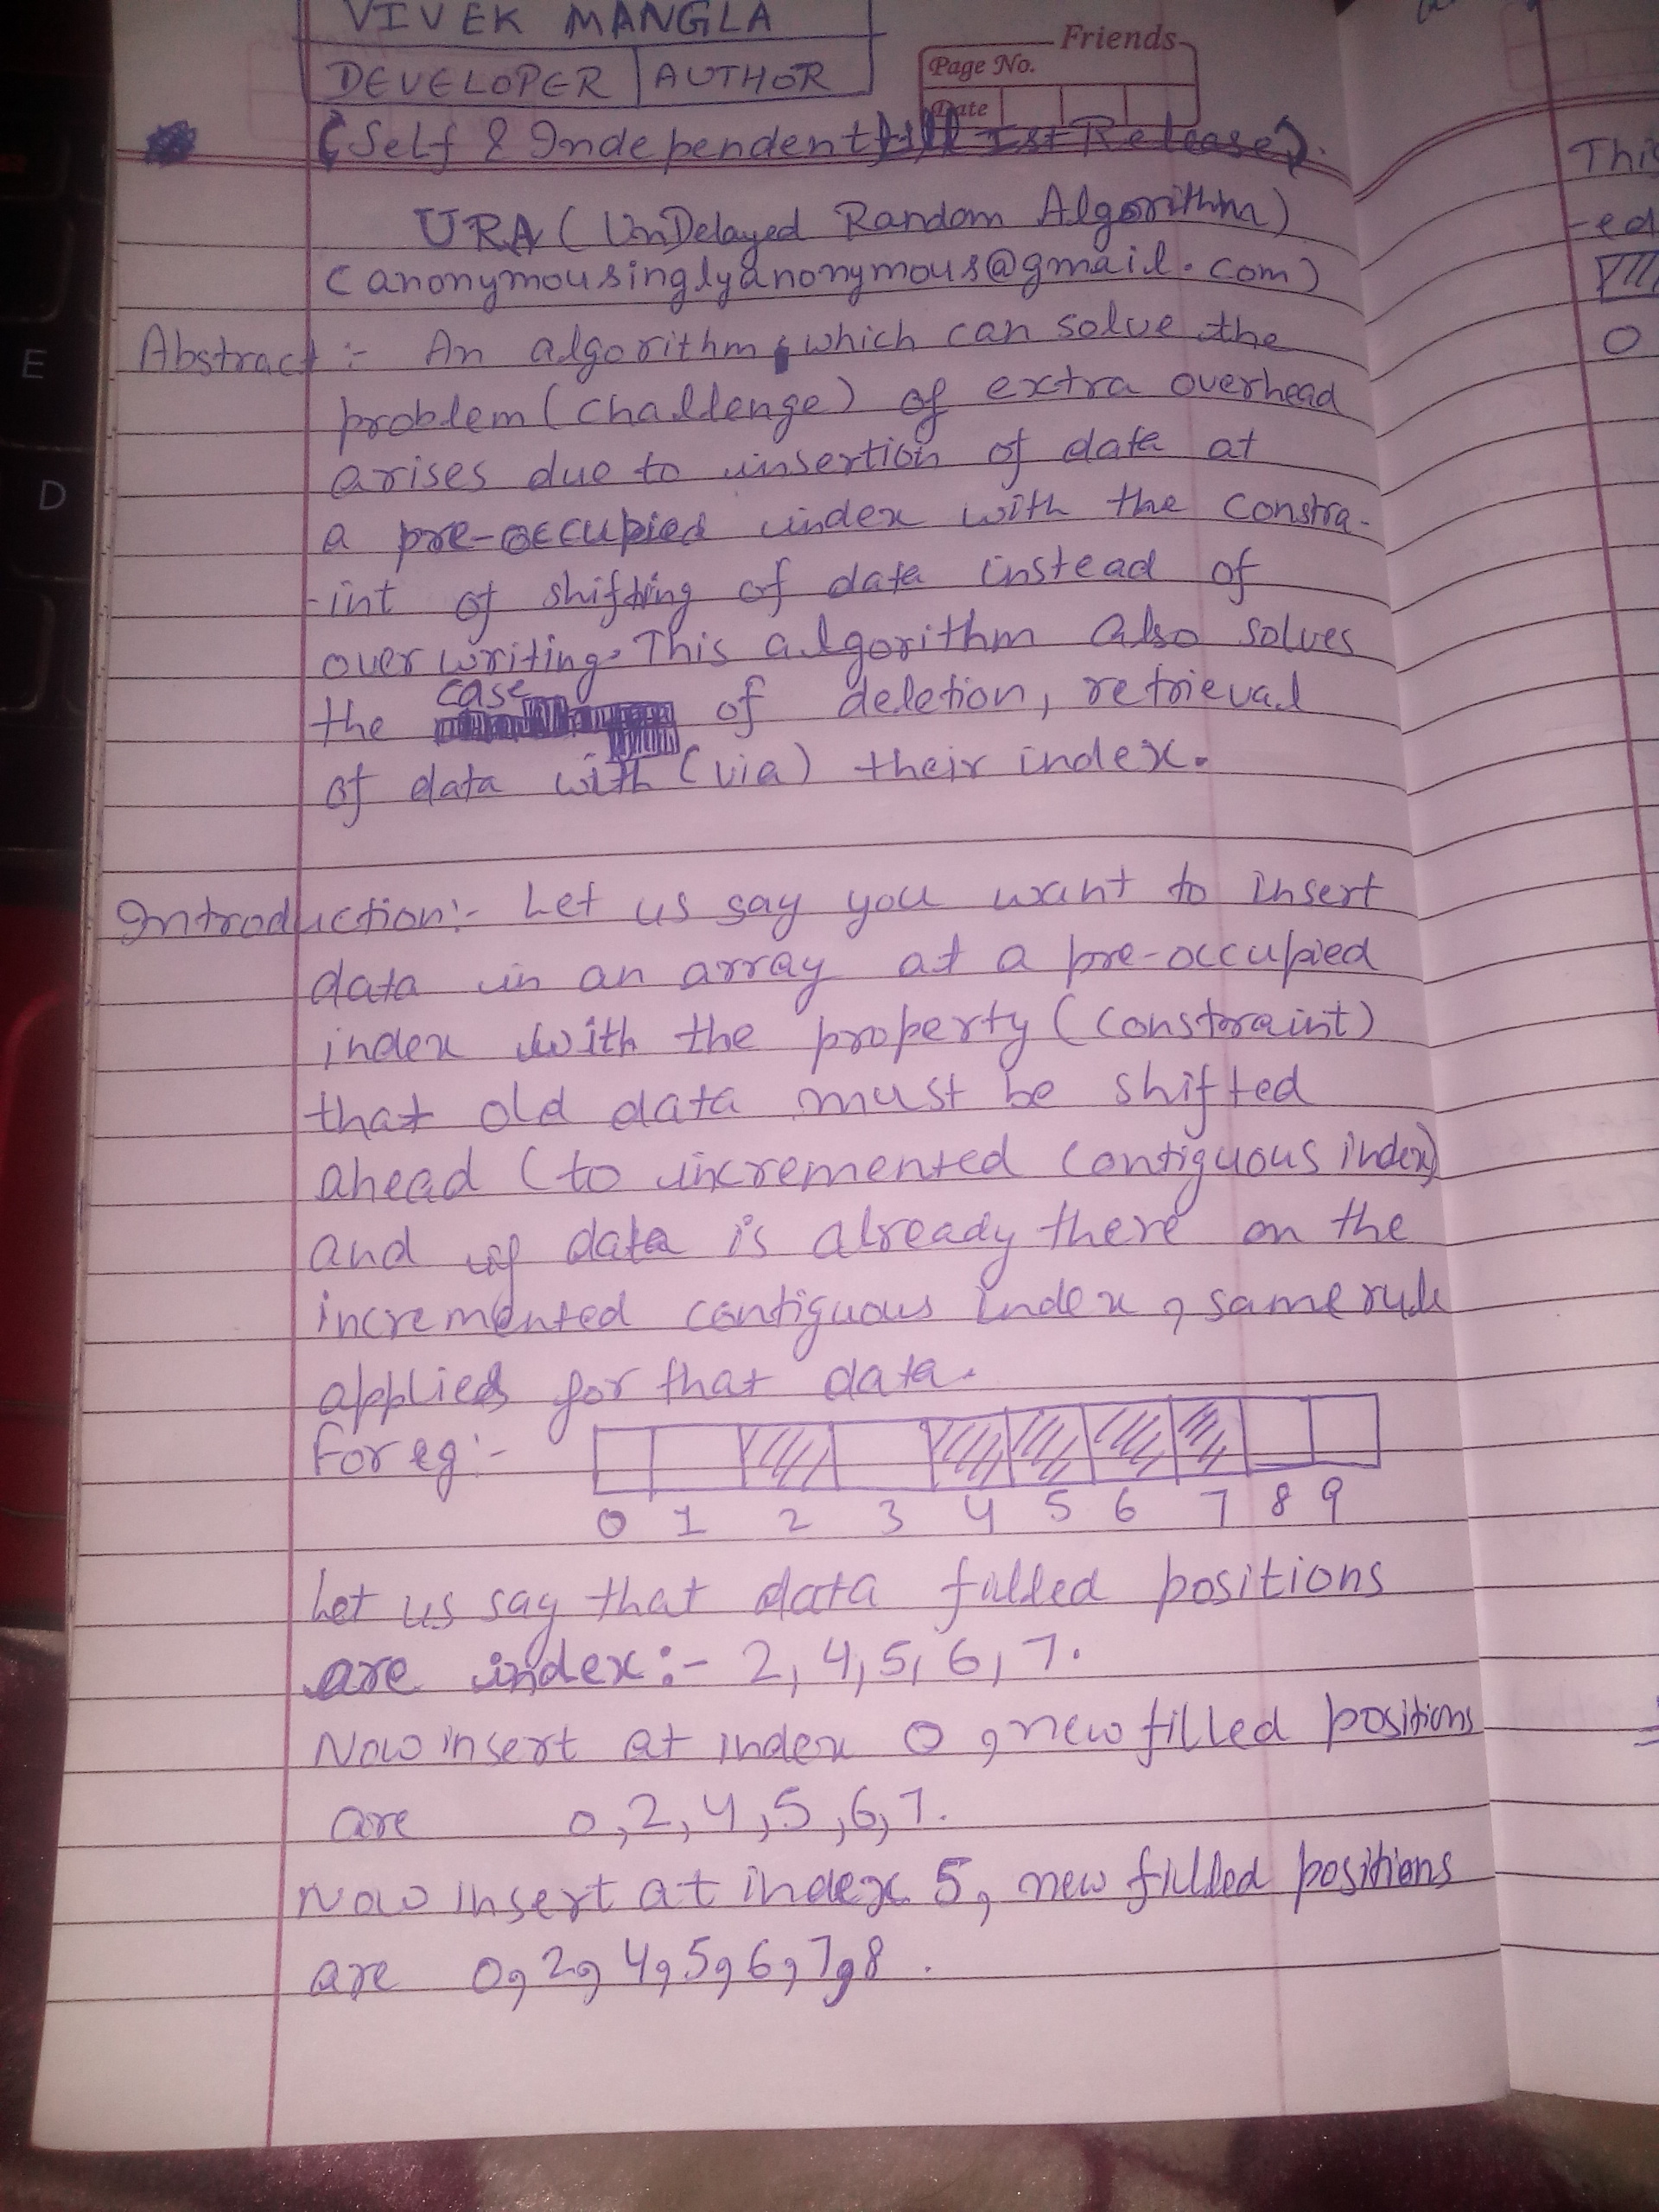 VIVEK MANGLA
DEVELOPER | AUTHOR
Friends
Page No.
Date
(Self & Independent till Ist Release).
URA (UnDelayed Random Algorithm)
(anonymousinglyanonymous@gmail.com)
Abstract :- An algorithm, which can solve the
problem (challenge) of extra overhead
arises due to insertion of data at
a pre-occupied index with the constra-
-int of shifting of data instead of
over writing. This algorithm also solves
the case of deletion, retrieval
of data with (via) their index.
Introduction:- Let us say you want to insert
data in an array at a pre-occupied
index with the property (constraint)
that old data must be shifted
ahead (to incremented contiguous index)
and if data is already there on the
incremented contiguous index, same rule
applied for that data.
For eg:-
0 1 2 3 4 5 6 7 8 9
Let us say that data filled positions
are index:- 2, 4, 5, 6, 7.
Now insert at index 0, new filled positions
are 0, 2, 4, 5, 6, 7.
Now insert at index 5, new filled positions
are 0, 2, 4, 5, 6, 7, 8.
This
-ed
0
E
D